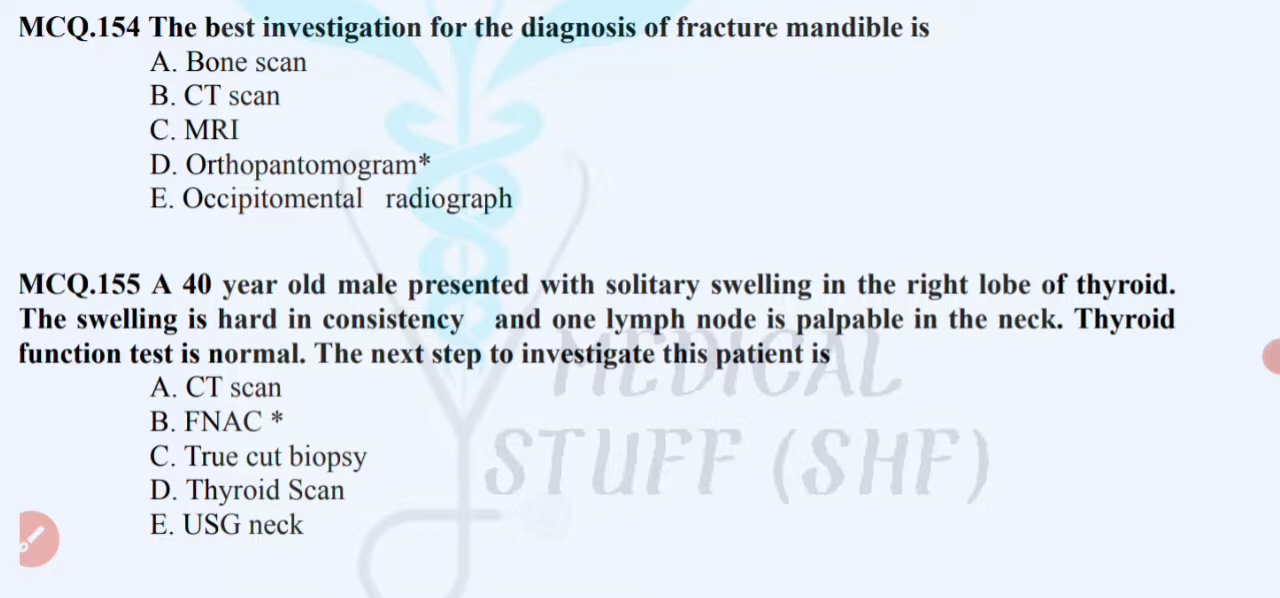 MCQ.154 The best investigation for the diagnosis of fracture mandible is
A. Bone scan
B. CT scan
C. MRI
D. Orthopantomogram*
E. Occipitomental radiograph
MCQ.155 A 40 year old male presented with solitary swelling in the right lobe of thyroid.
The swelling is hard in consistency and one lymph node is palpable in the neck. Thyroid
function test is normal. The next step to investigate this patient is
A. CT scan
B. FNAC *
C. True cut biopsy
D. Thyroid Scan
E. USG neck
MEDICAL
STUFF (SHF)